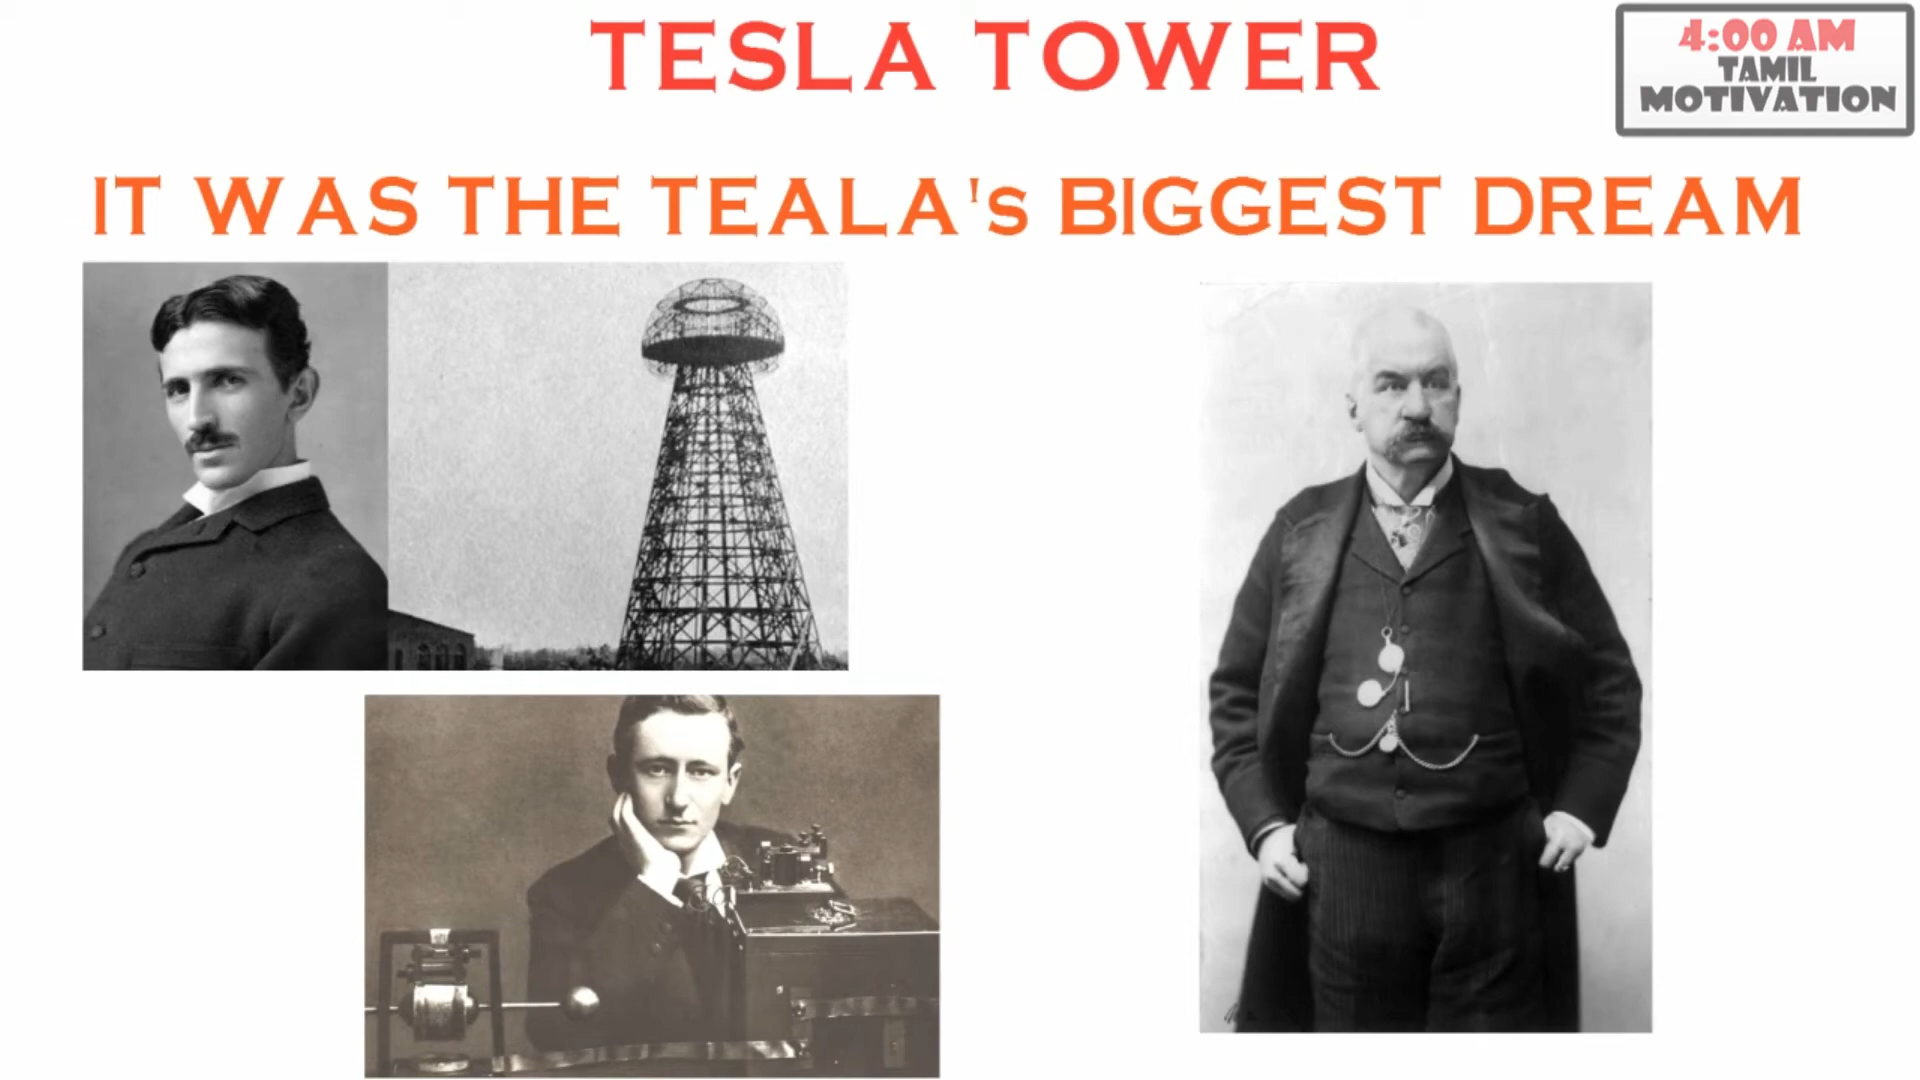 TESLA TOWER
4:00 AM
TAMIL
MOTIVATION
IT WAS THE TEALA's BIGGEST DREAM